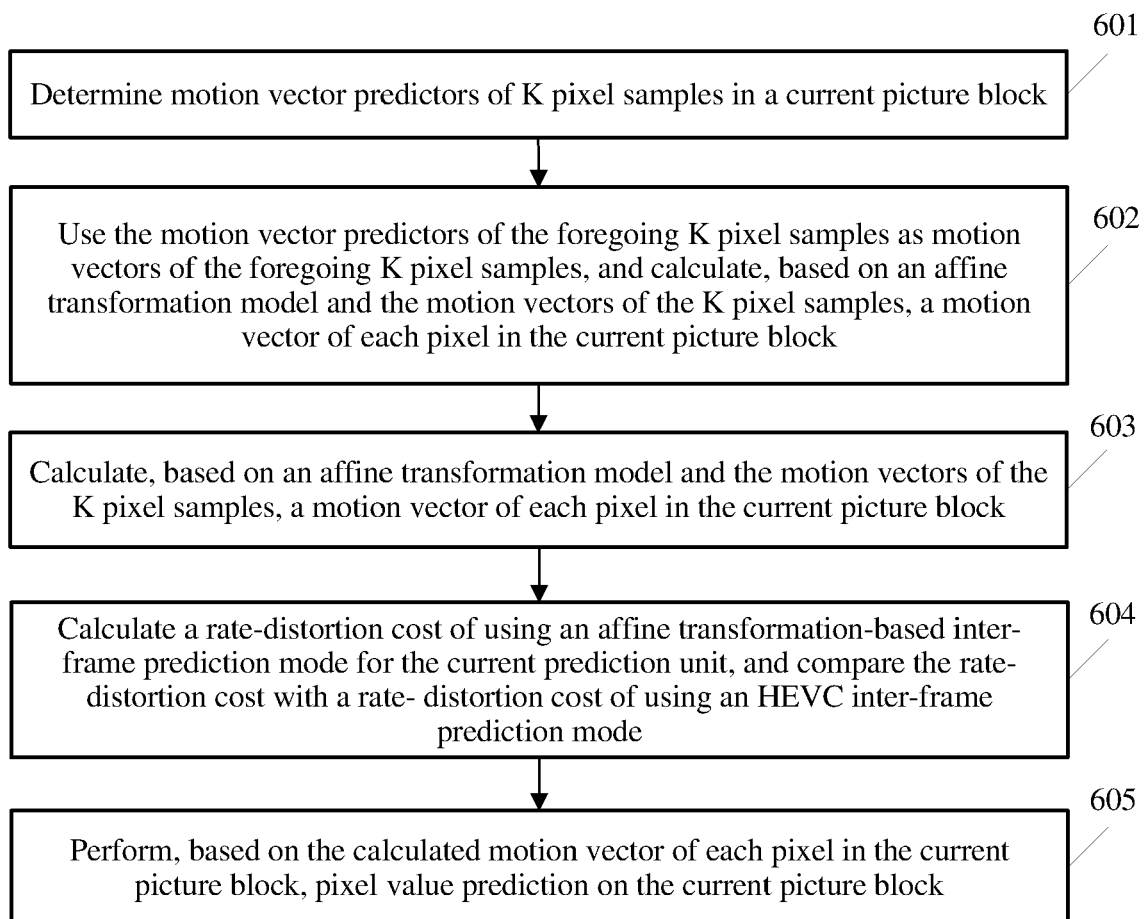 601
Determine motion vector predictors of K pixel samples in a current picture block
602
Use the motion vector predictors of the foregoing K pixel samples as motion
vectors of the foregoing K pixel samples, and calculate, based on an affine
transformation model and the motion vectors of the K pixel samples, a motion
vector of each pixel in the current picture block
603
Calculate, based on an affine transformation model and the motion vectors of the
K pixel samples, a motion vector of each pixel in the current picture block
604
Calculate a rate-distortion cost of using an affine transformation-based inter-
frame prediction mode for the current prediction unit, and compare the rate-
distortion cost with a rate- distortion cost of using an HEVC inter-frame
prediction mode
605
Perform, based on the calculated motion vector of each pixel in the current
picture block, pixel value prediction on the current picture block